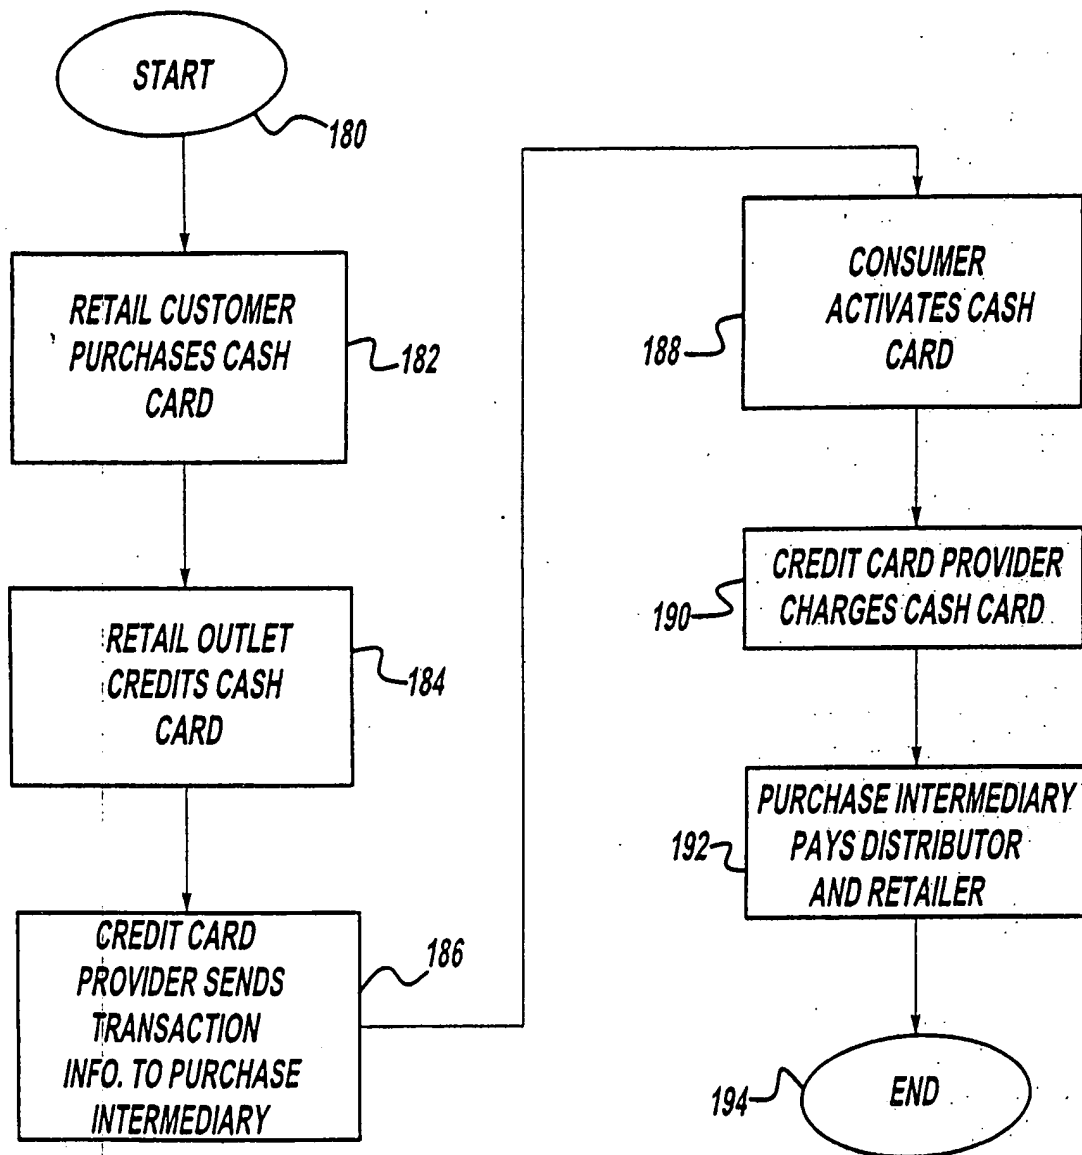 START
180
RETAIL CUSTOMER
PURCHASES CASH
CARD
182
RETAIL OUTLET
CREDITS CASH
CARD
184
CREDIT CARD
PROVIDER SENDS
TRANSACTION
INFO. TO PURCHASE
INTERMEDIARY
186
CONSUMER
ACTIVATES CASH
CARD
188
CREDIT CARD PROVIDER
CHARGES CASH CARD
190
PURCHASE INTERMEDIARY
PAYS DISTRIBUTOR
AND RETAILER
192
END
194